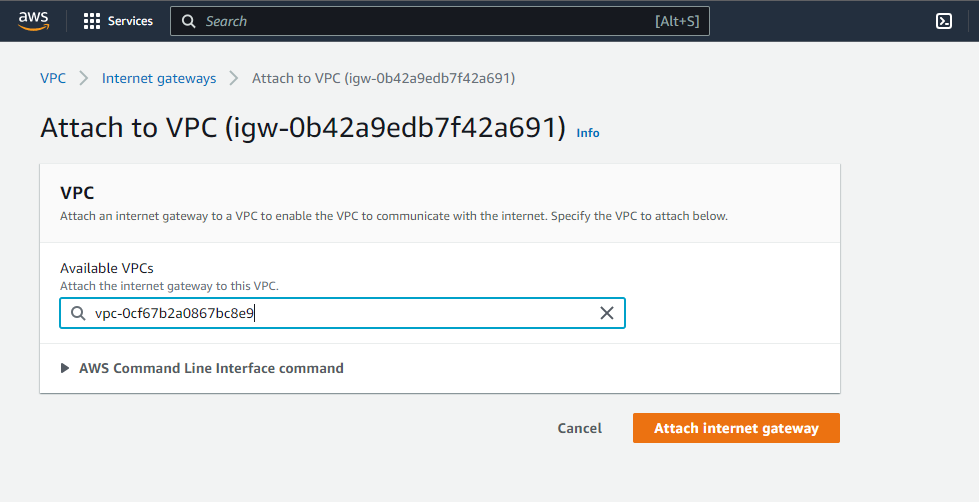 aws
Services
Search
[Alt+S]
VPC
Internet gateways
Attach to VPC (igw-0b42a9edb7f42a691)
Attach to VPC (igw-0b42a9edb7f42a691) Info
VPC
Attach an internet gateway to a VPC to enable the VPC to communicate with the internet. Specify the VPC to attach below.
Available VPCs
Attach the internet gateway to this VPC.
vpc-0cf67b2a0867bc8e9
AWS Command Line Interface command
Cancel
Attach internet gateway